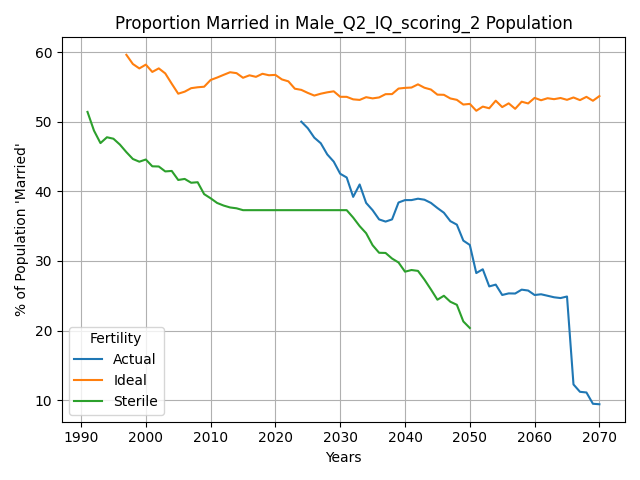 Proportion Married in Male_Q2_IQ_scoring_2 Population
% of Population 'Married'
60
50
40
30
20
10
Fertility
Actual
Ideal
Sterile
1990 2000 2010 2020 2030 2040 2050 2060 2070
Years